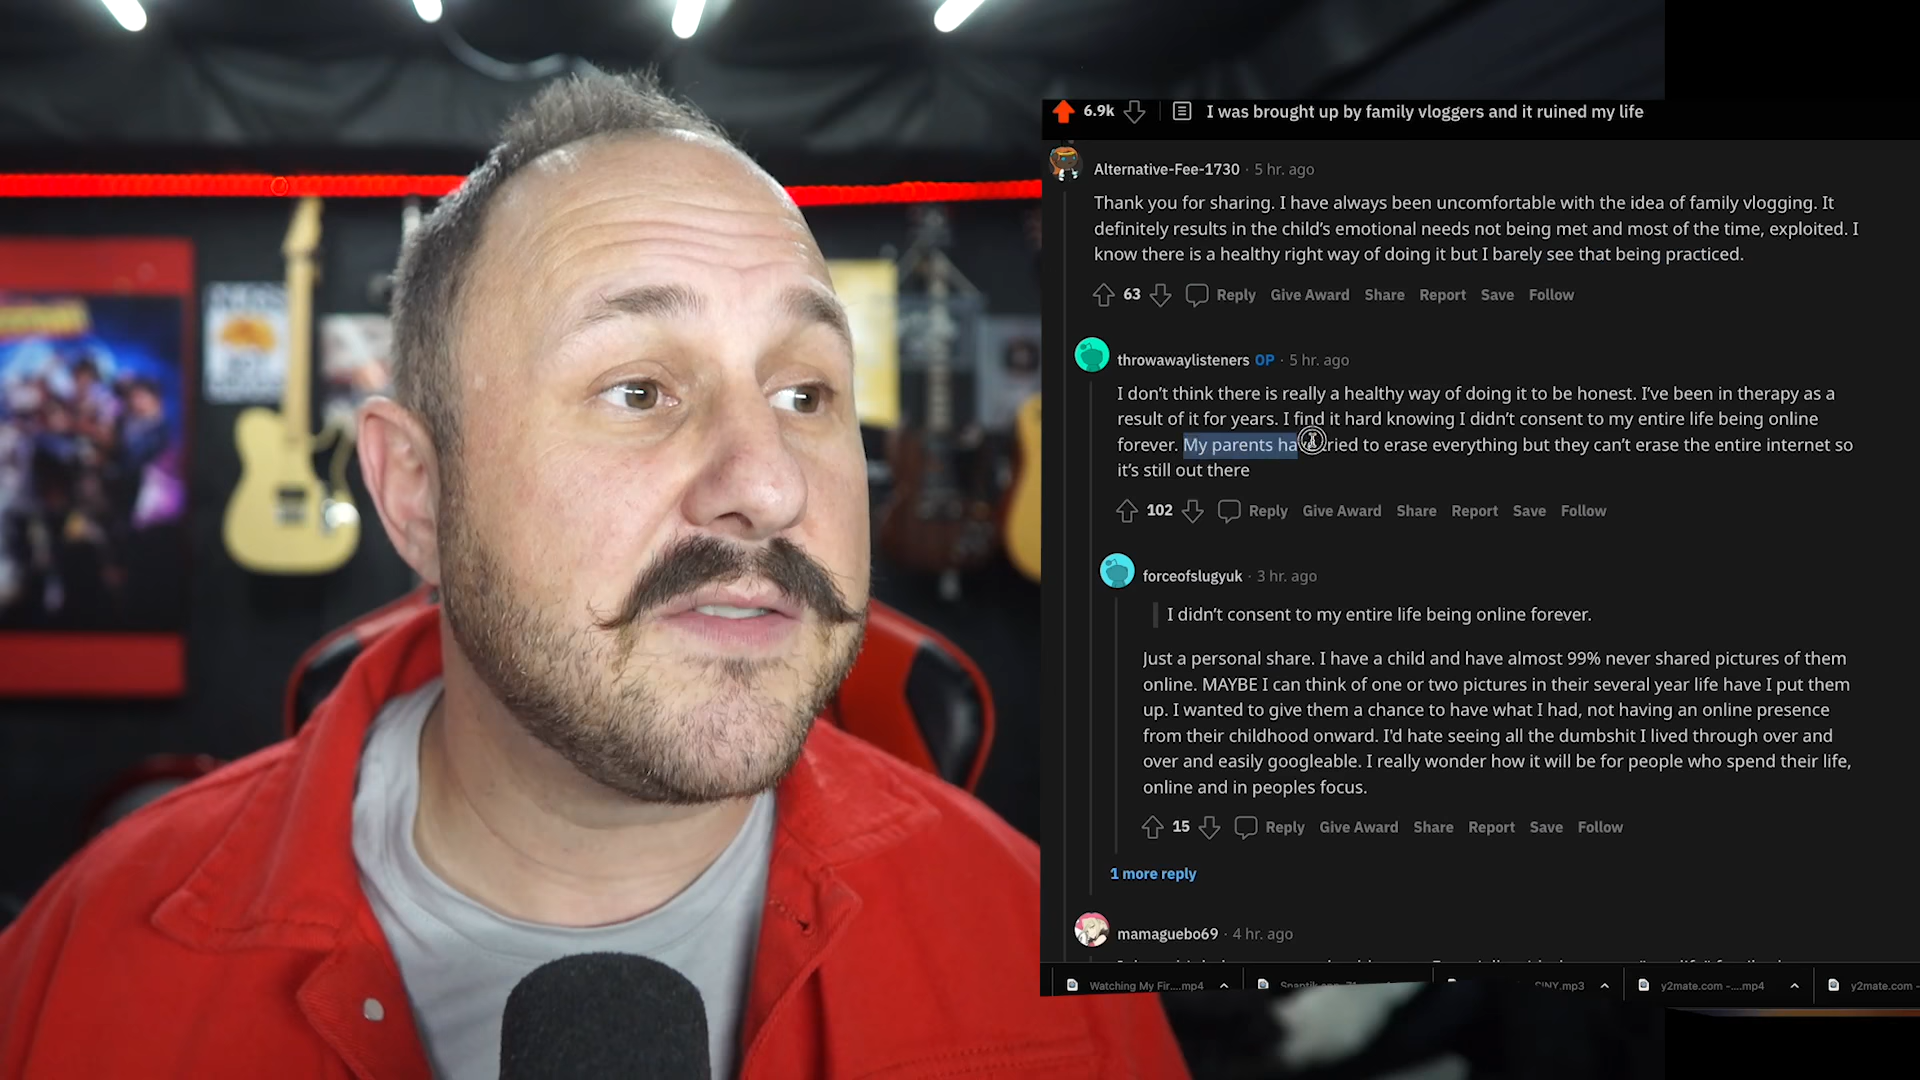 6.9k I was brought up by family vloggers and it ruined my life
Alternative-Fee-1730 · 5 hr. ago
Thank you for sharing. I have always been uncomfortable with the idea of family vlogging. It
definitely results in the child's emotional needs not being met and most of the time, exploited. I
know there is a healthy right way of doing it but I barely see that being practiced.
63 Reply Give Award Share Report Save Follow
throwawaylisteners OP · 5 hr. ago
I don't think there is really a healthy way of doing it to be honest. I've been in therapy as a
result of it for years. I find it hard knowing I didn't consent to my entire life being online
forever. My parents have tried to erase everything but they can't erase the entire internet so
it's still out there
102 Reply Give Award Share Report Save Follow
forceofslugyuk · 3 hr. ago
I didn't consent to my entire life being online forever.
Just a personal share. I have a child and have almost 99% never shared pictures of them
online. MAYBE I can think of one or two pictures in their several year life have I put them
up. I wanted to give them a chance to have what I had, not having an online presence
from their childhood onward. I'd hate seeing all the dumbshit I lived through over and
over and easily googleable. I really wonder how it will be for people who spend their life,
online and in peoples focus.
15 Reply Give Award Share Report Save Follow
1 more reply
mamaguebo69 · 4 hr. ago
Watching My Fir....mp4 y2mate.com -....mp4 y2mate.com -